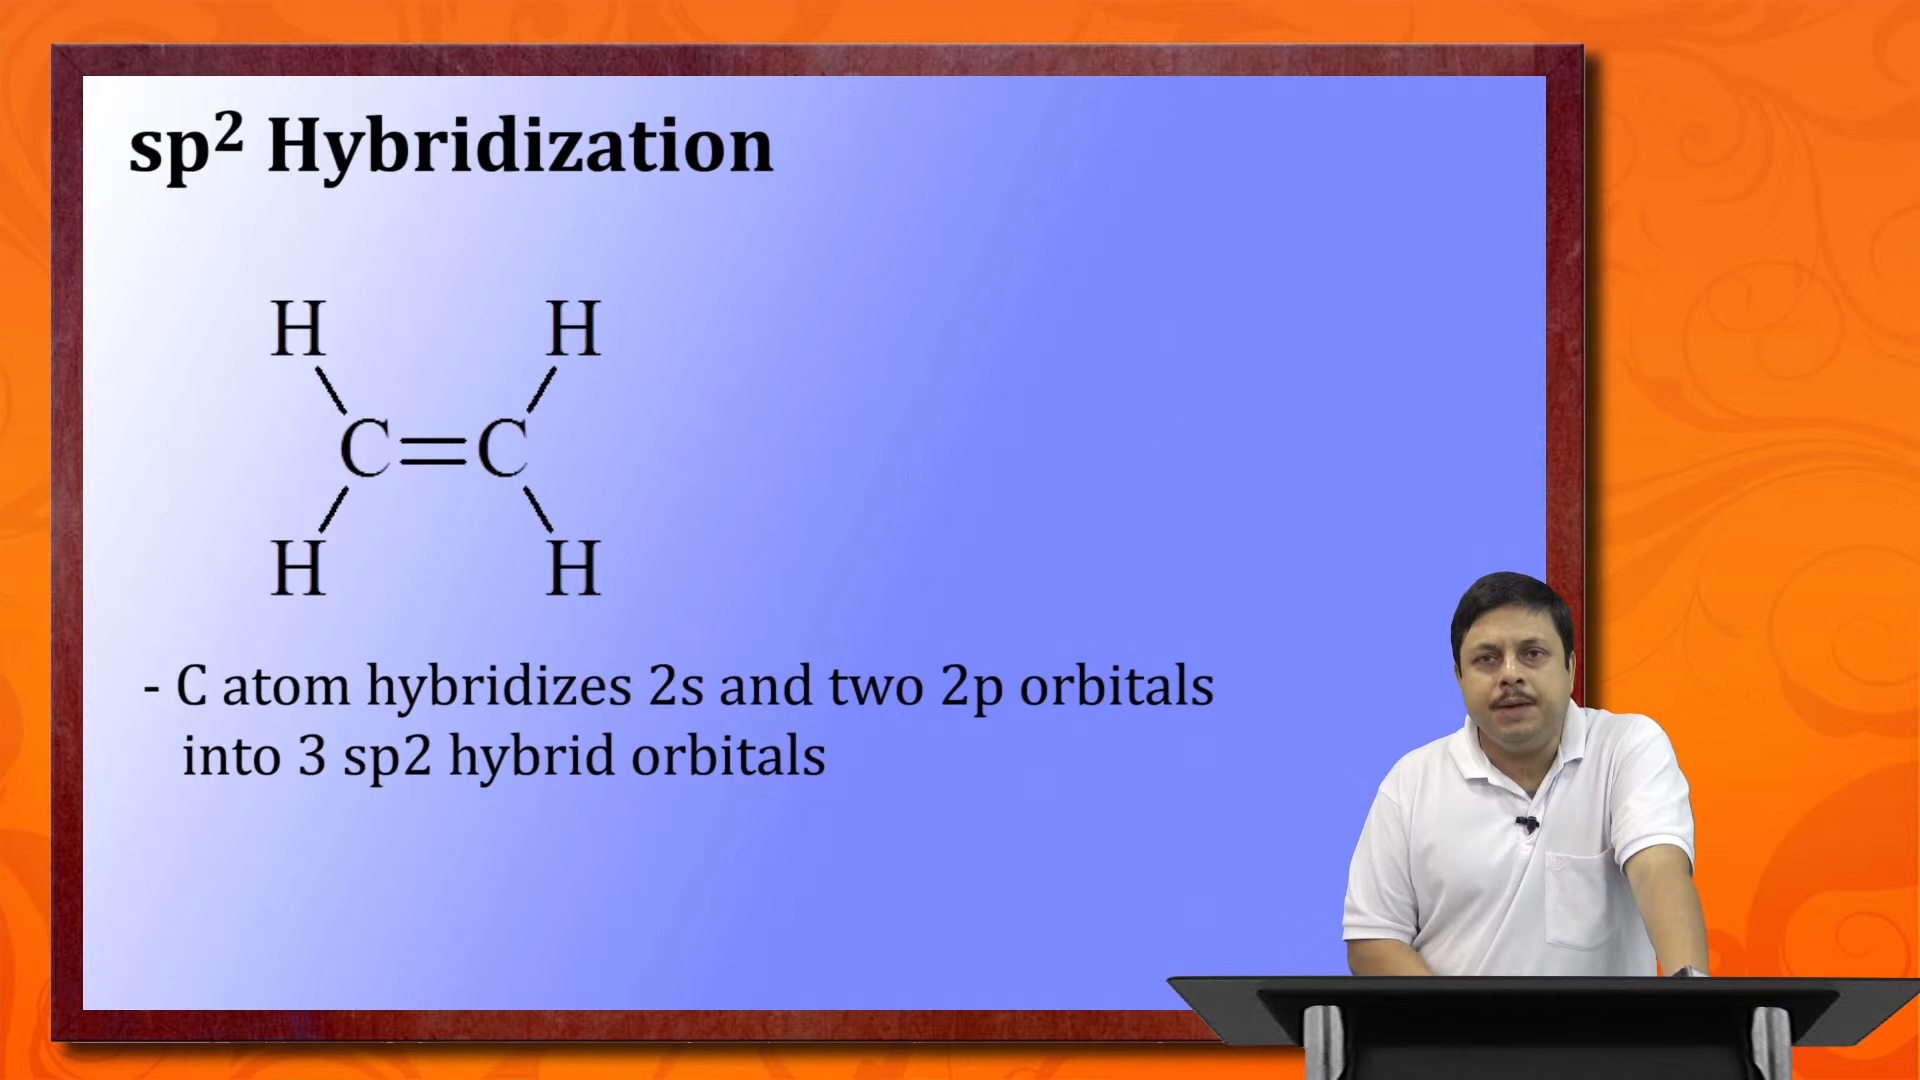 sp² Hybridization
H H
C=C
H H
- C atom hybridizes 2s and two 2p orbitals
into 3 sp2 hybrid orbitals